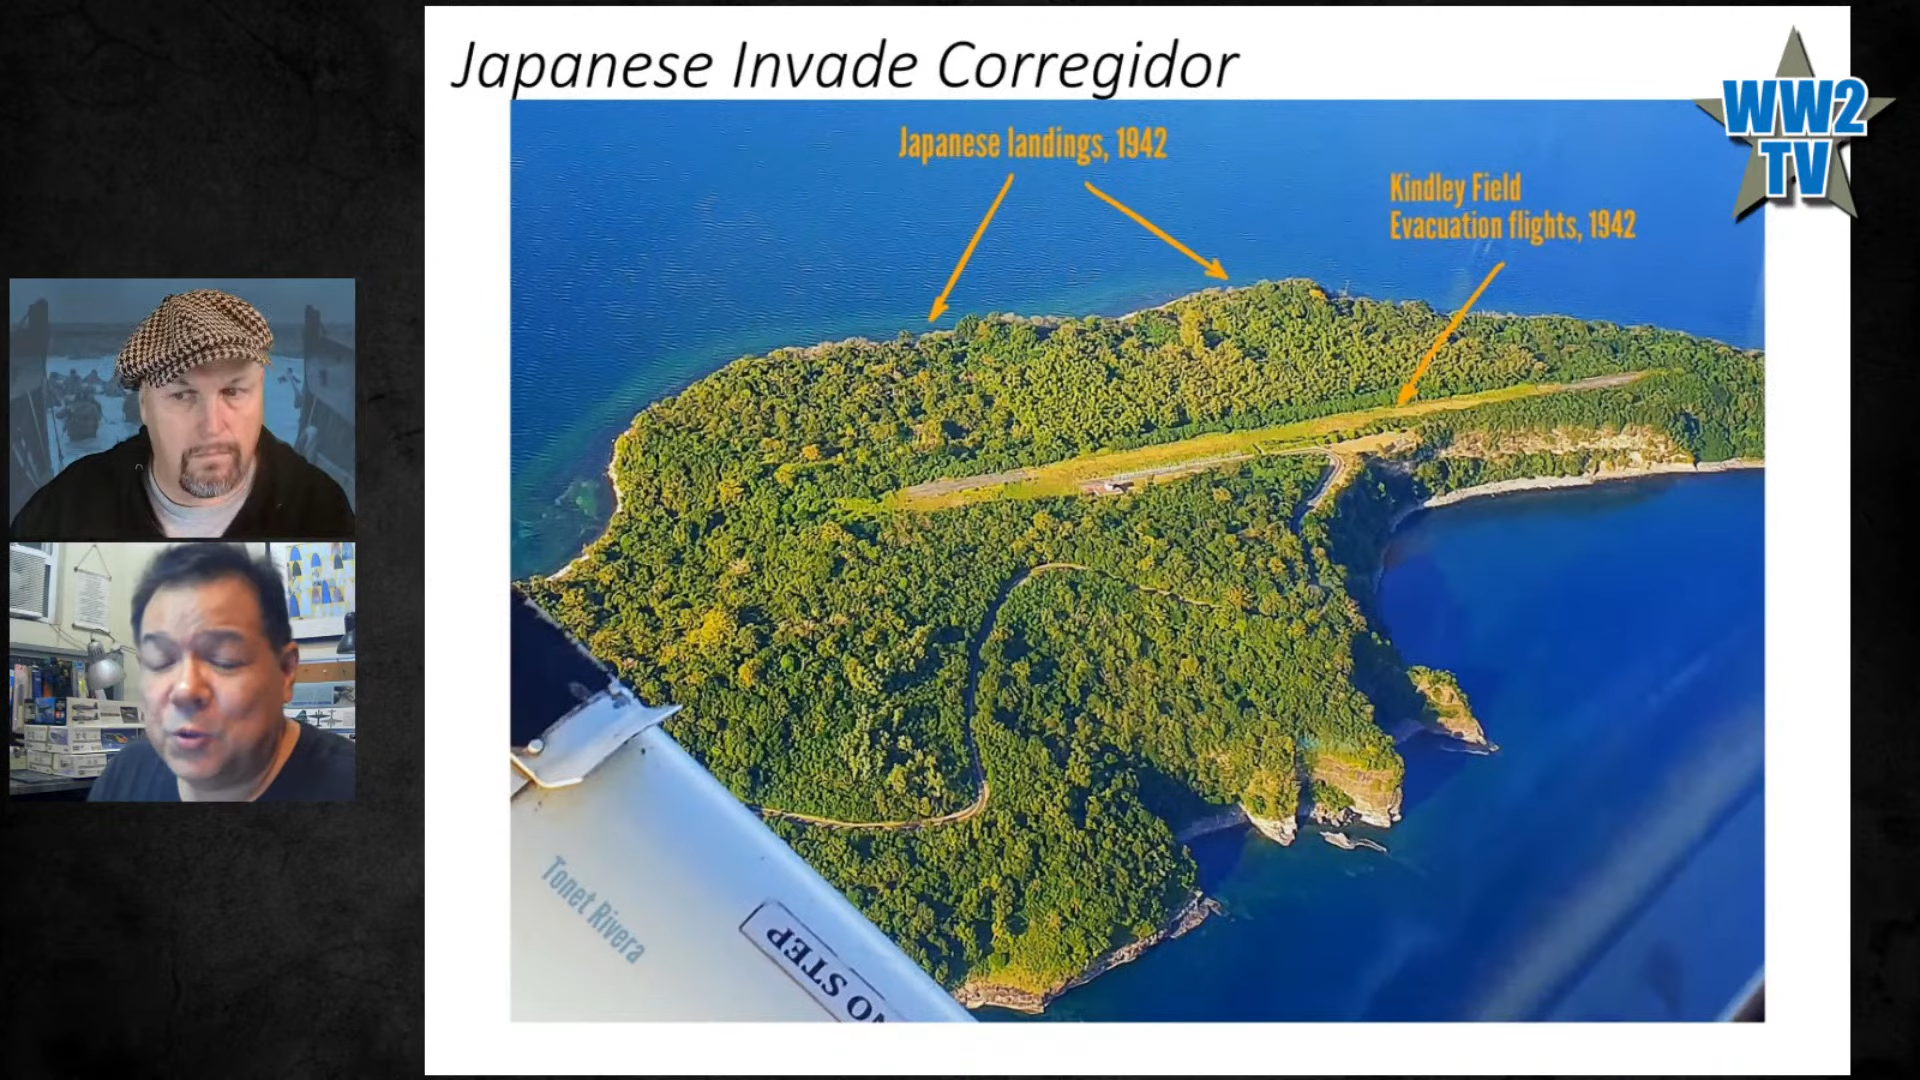 Japanese Invade Corregidor
WW2
TV
Japanese landings, 1942
Kindley Field
Evacuation flights, 1942
Tonet Rivera
NO STEP